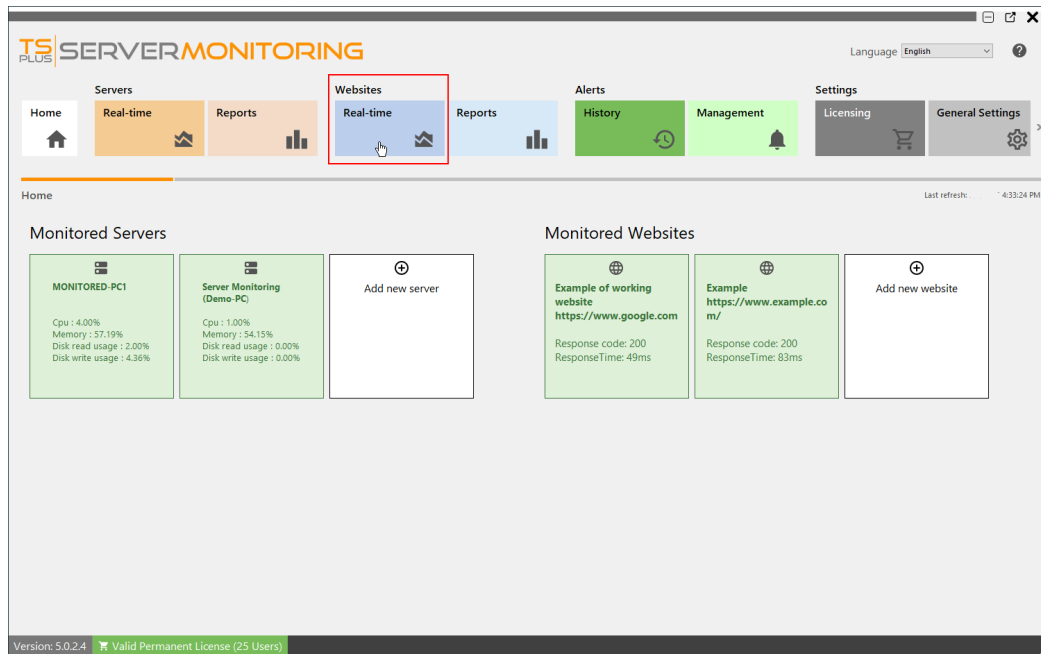 TS PLUS SERVERMONITORING
Language English
?
Servers
Websites
Alerts
Settings
Home
Real-time
Reports
Real-time
Reports
History
Management
Licensing
General Settings
Home
Last refresh: 4:33:24 PM
Monitored Servers
Monitored Websites
MONITORED-PC1
Cpu : 4.00%
Memory : 57.19%
Disk read usage : 2.00%
Disk write usage : 4.36%
Server Monitoring
(Demo-PC)
Cpu : 1.00%
Memory : 54.15%
Disk read usage : 0.00%
Disk write usage : 0.00%
Add new server
Example of working
website
https://www.google.com
Response code: 200
ResponseTime: 49ms
Example
https://www.example.co
m/
Response code: 200
ResponseTime: 83ms
Add new website
Version: 5.0.2.4
Valid Permanent License (25 Users)